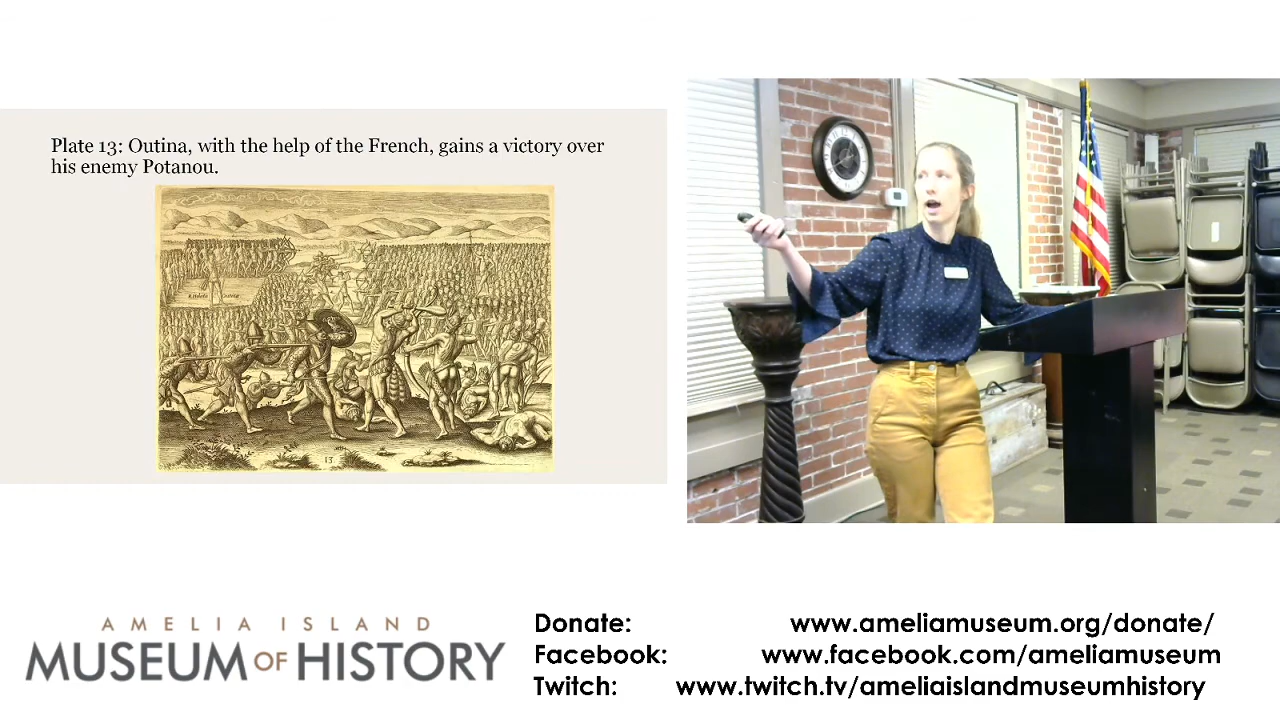 Plate 13: Outina, with the help of the French, gains a victory over
his enemy Potanou.
13
AMELIA ISLAND
MUSEUM OF HISTORY
Donate: www.ameliamuseum.org/donate/
Facebook: www.facebook.com/ameliamuseum
Twitch: www.twitch.tv/ameliaislandmuseumhistory